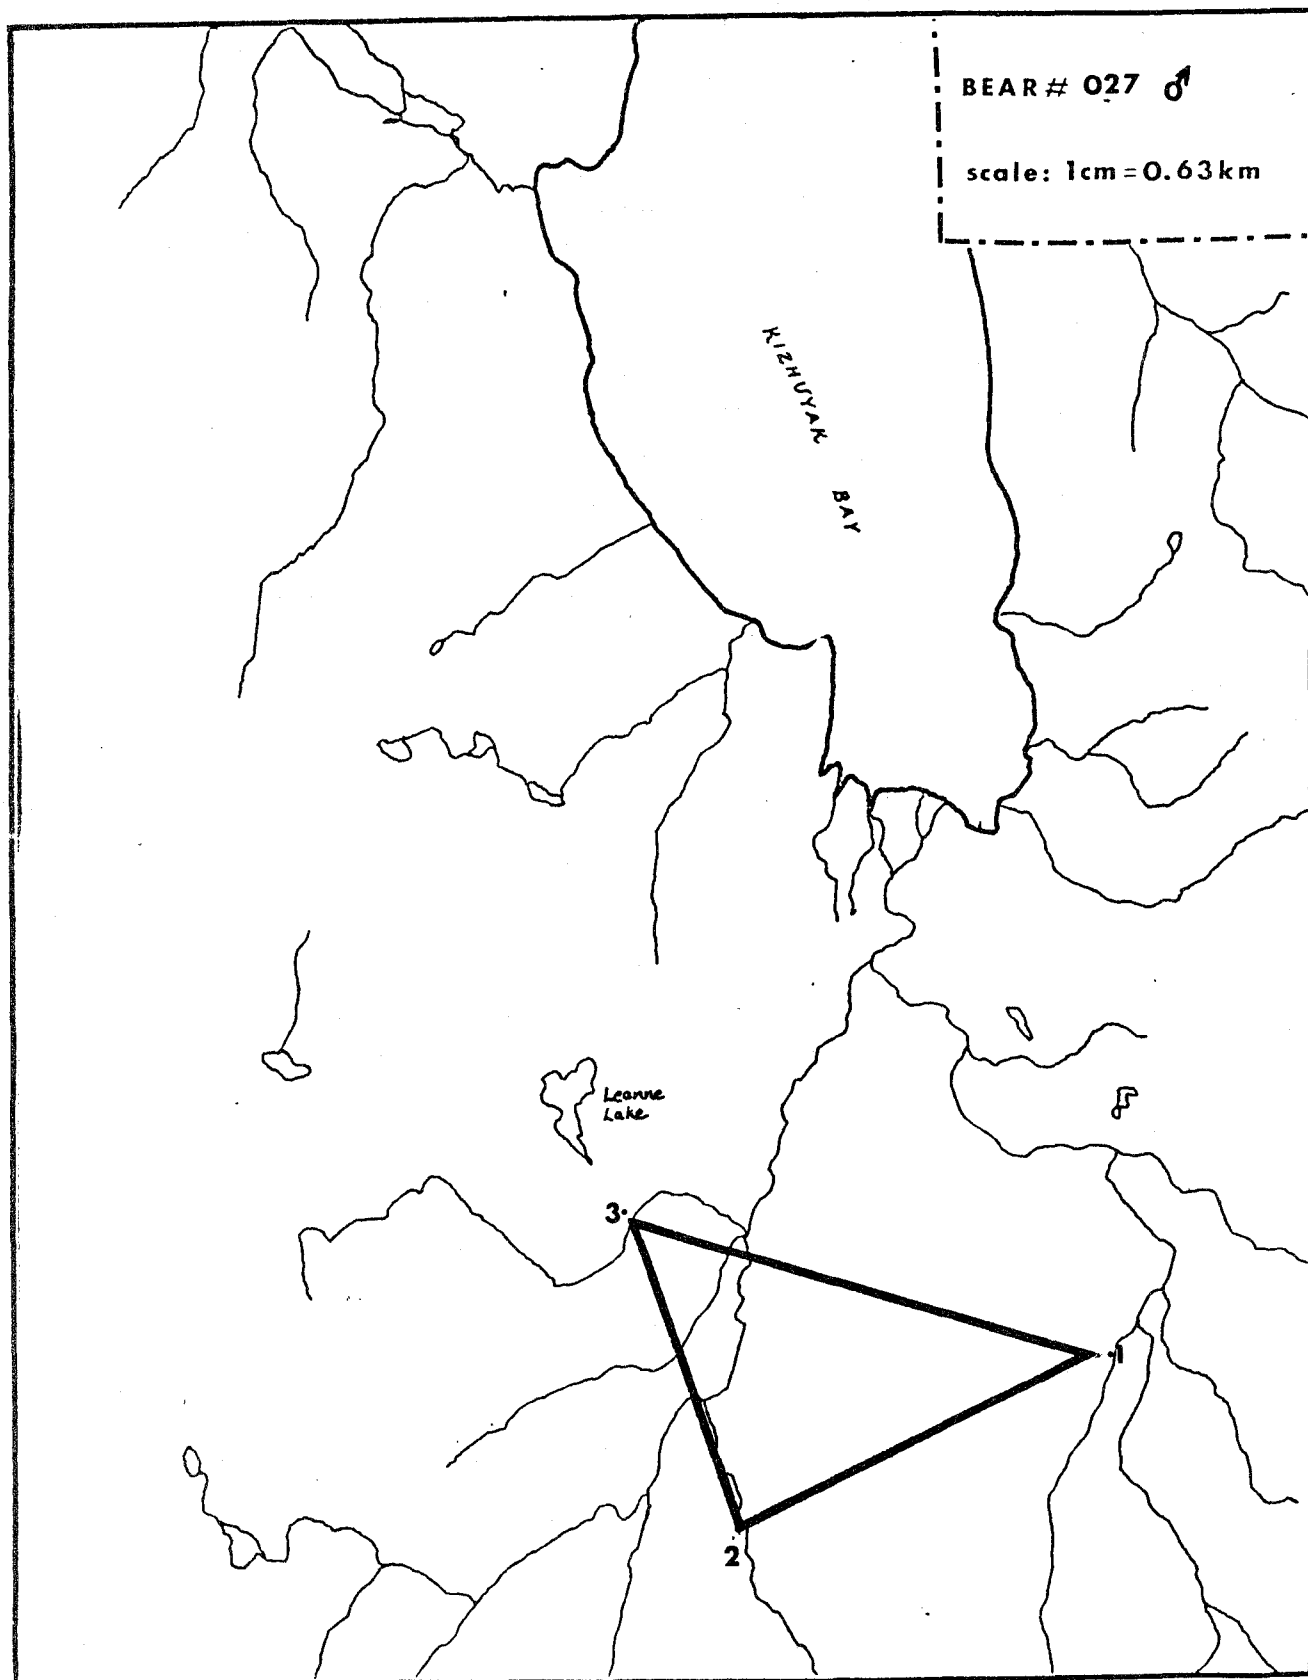 BEAR# 027 ♂
scale: 1cm=0.63km
KIZHUYAK
BAY
Leanne
Lake
3.
.1
2